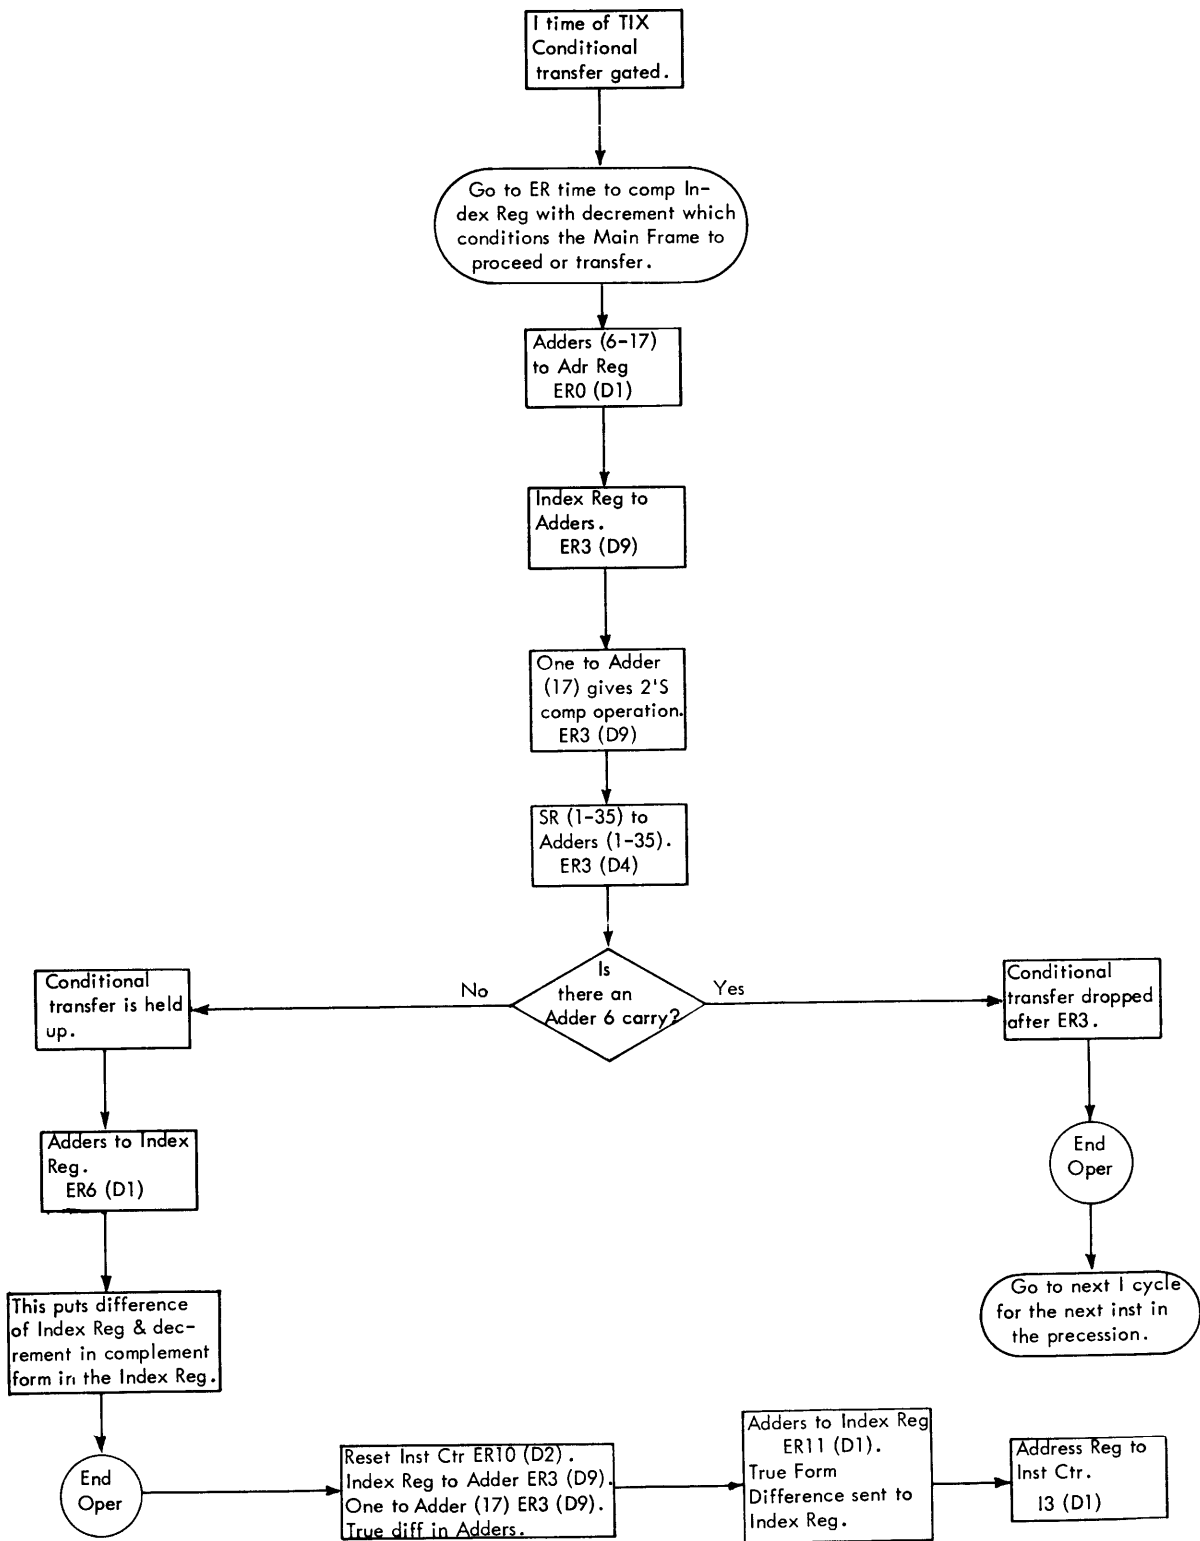 I time of TIX
Conditional
transfer gated.
Go to ER time to comp In-
dex Reg with decrement which
conditions the Main Frame to
proceed or transfer.
Adders (6-17)
to Adr Reg
ER0 (D1)
Index Reg to
Adders.
ER3 (D9)
One to Adder
(17) gives 2'S
comp operation.
ER3 (D9)
SR (1-35) to
Adders (1-35).
ER3 (D4)
Is
there an
Adder 6 carry?
No
Yes
Conditional
transfer is held
up.
Conditional
transfer dropped
after ER3.
Adders to Index
Reg.
ER6 (D1)
End
Oper
This puts difference
of Index Reg & dec-
rement in complement
form in the Index Reg.
Go to next I cycle
for the next inst in
the precession.
End
Oper
Reset Inst Ctr ER10 (D2).
Index Reg to Adder ER3 (D9).
One to Adder (17) ER3 (D9).
True diff in Adders.
Adders to Index Reg
ER11 (D1).
True Form
Difference sent to
Index Reg.
Address Reg to
Inst Ctr.
I3 (D1)